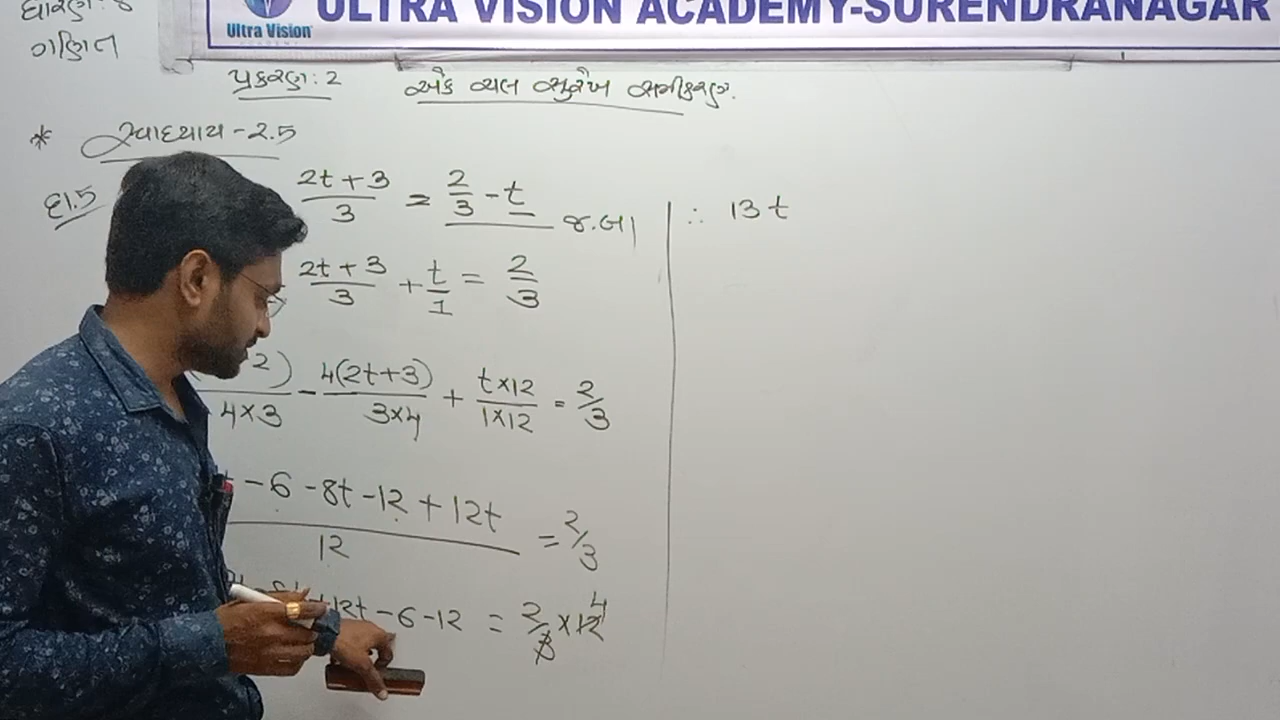 ULTRA VISION ACADEMY-SURENDRANAGAR
Ultra Vision
ACADEMY
ગણિત
પ્રકરણ : 2 એક ચલ સુરેખ સમીકરણ.
* સ્વાધ્યાય - 2.5
દા.5
2t + 3 / 3 = 2/3 - t જ.બા
2t + 3 / 3 + t/1 = 2/3
2) / 4×3 - 4(2t+3) / 3×4 + t×12 / 1×12 = 2/3
- 6 - 8t - 12 + 12t / 12 = 2/3
+12t - 6 - 12 = 2/3 × 12 4
∴ 13t